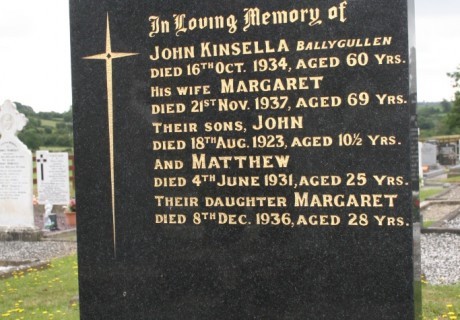 In Loving Memory of
JOHN KINSELLA BALLYGULLEN
DIED 16TH OCT. 1934, AGED 60 YRS.
HIS WIFE MARGARET
DIED 21ST NOV. 1937, AGED 69 YRS.
THEIR SONS, JOHN
DIED 18TH AUG. 1923, AGED 10½ YRS.
AND MATTHEW
DIED 4TH JUNE 1931, AGED 25 YRS.
THEIR DAUGHTER MARGARET
DIED 8TH DEC. 1936, AGED 28 YRS.